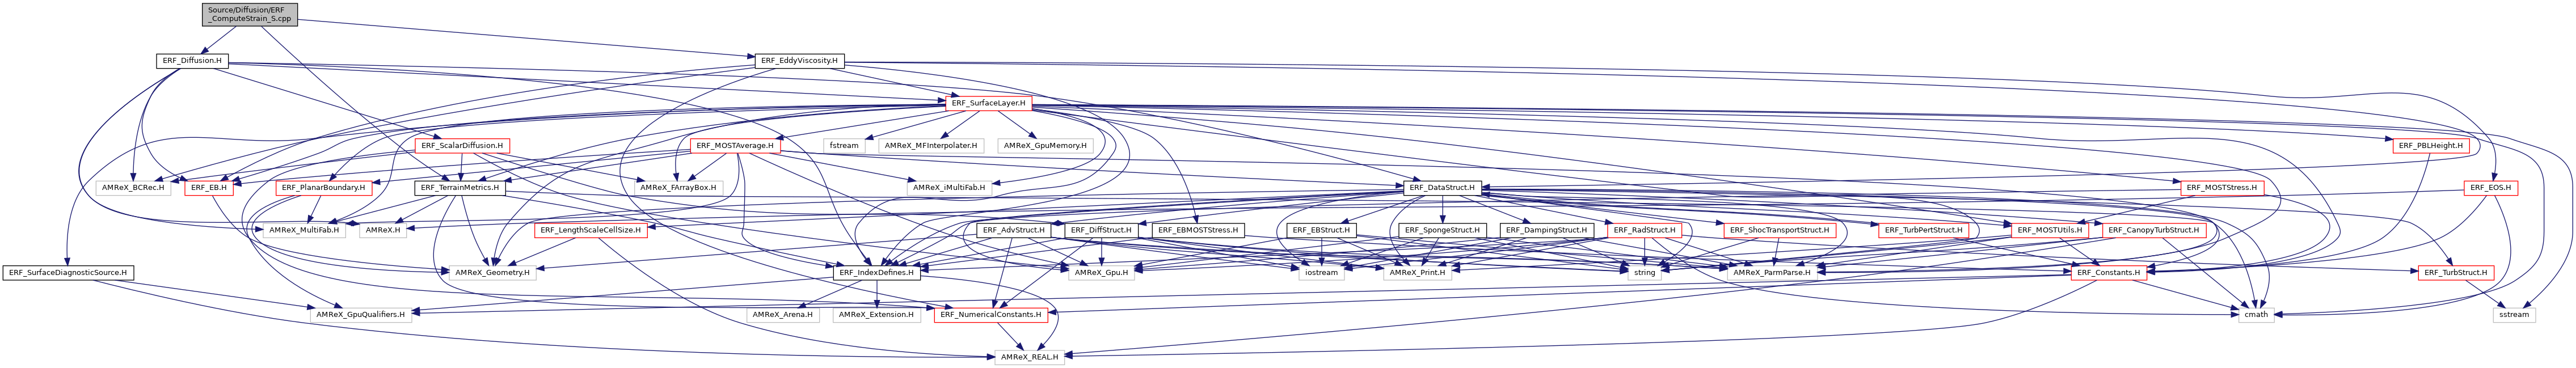 Source/Diffusion/ERF
_ComputeStrain_S.cpp
ERF_Diffusion.H
ERF_EddyViscosity.H
ERF_SurfaceLayer.H
ERF_ScalarDiffusion.H
ERF_MOSTAverage.H
fstream
AMReX_MFInterpolater.H
AMReX_GpuMemory.H
ERF_PBLHeight.H
AMReX_BCRec.H
ERF_EB.H
ERF_PlanarBoundary.H
ERF_TerrainMetrics.H
AMReX_FArrayBox.H
AMReX_iMultiFab.H
ERF_DataStruct.H
ERF_MOSTStress.H
ERF_EOS.H
AMReX_MultiFab.H
AMReX.H
ERF_LengthScaleCellSize.H
ERF_AdvStruct.H
ERF_DiffStruct.H
ERF_EBMOSTStress.H
ERF_EBStruct.H
ERF_SpongeStruct.H
ERF_DampingStruct.H
ERF_RadStruct.H
ERF_ShocTransportStruct.H
ERF_TurbPertStruct.H
ERF_MOSTUtils.H
ERF_CanopyTurbStruct.H
ERF_SurfaceDiagnosticSource.H
AMReX_Geometry.H
ERF_IndexDefines.H
AMReX_Gpu.H
iostream
AMReX_Print.H
string
AMReX_ParmParse.H
ERF_Constants.H
ERF_TurbStruct.H
AMReX_GpuQualifiers.H
AMReX_Arena.H
AMReX_Extension.H
ERF_NumericalConstants.H
cmath
sstream
AMReX_REAL.H